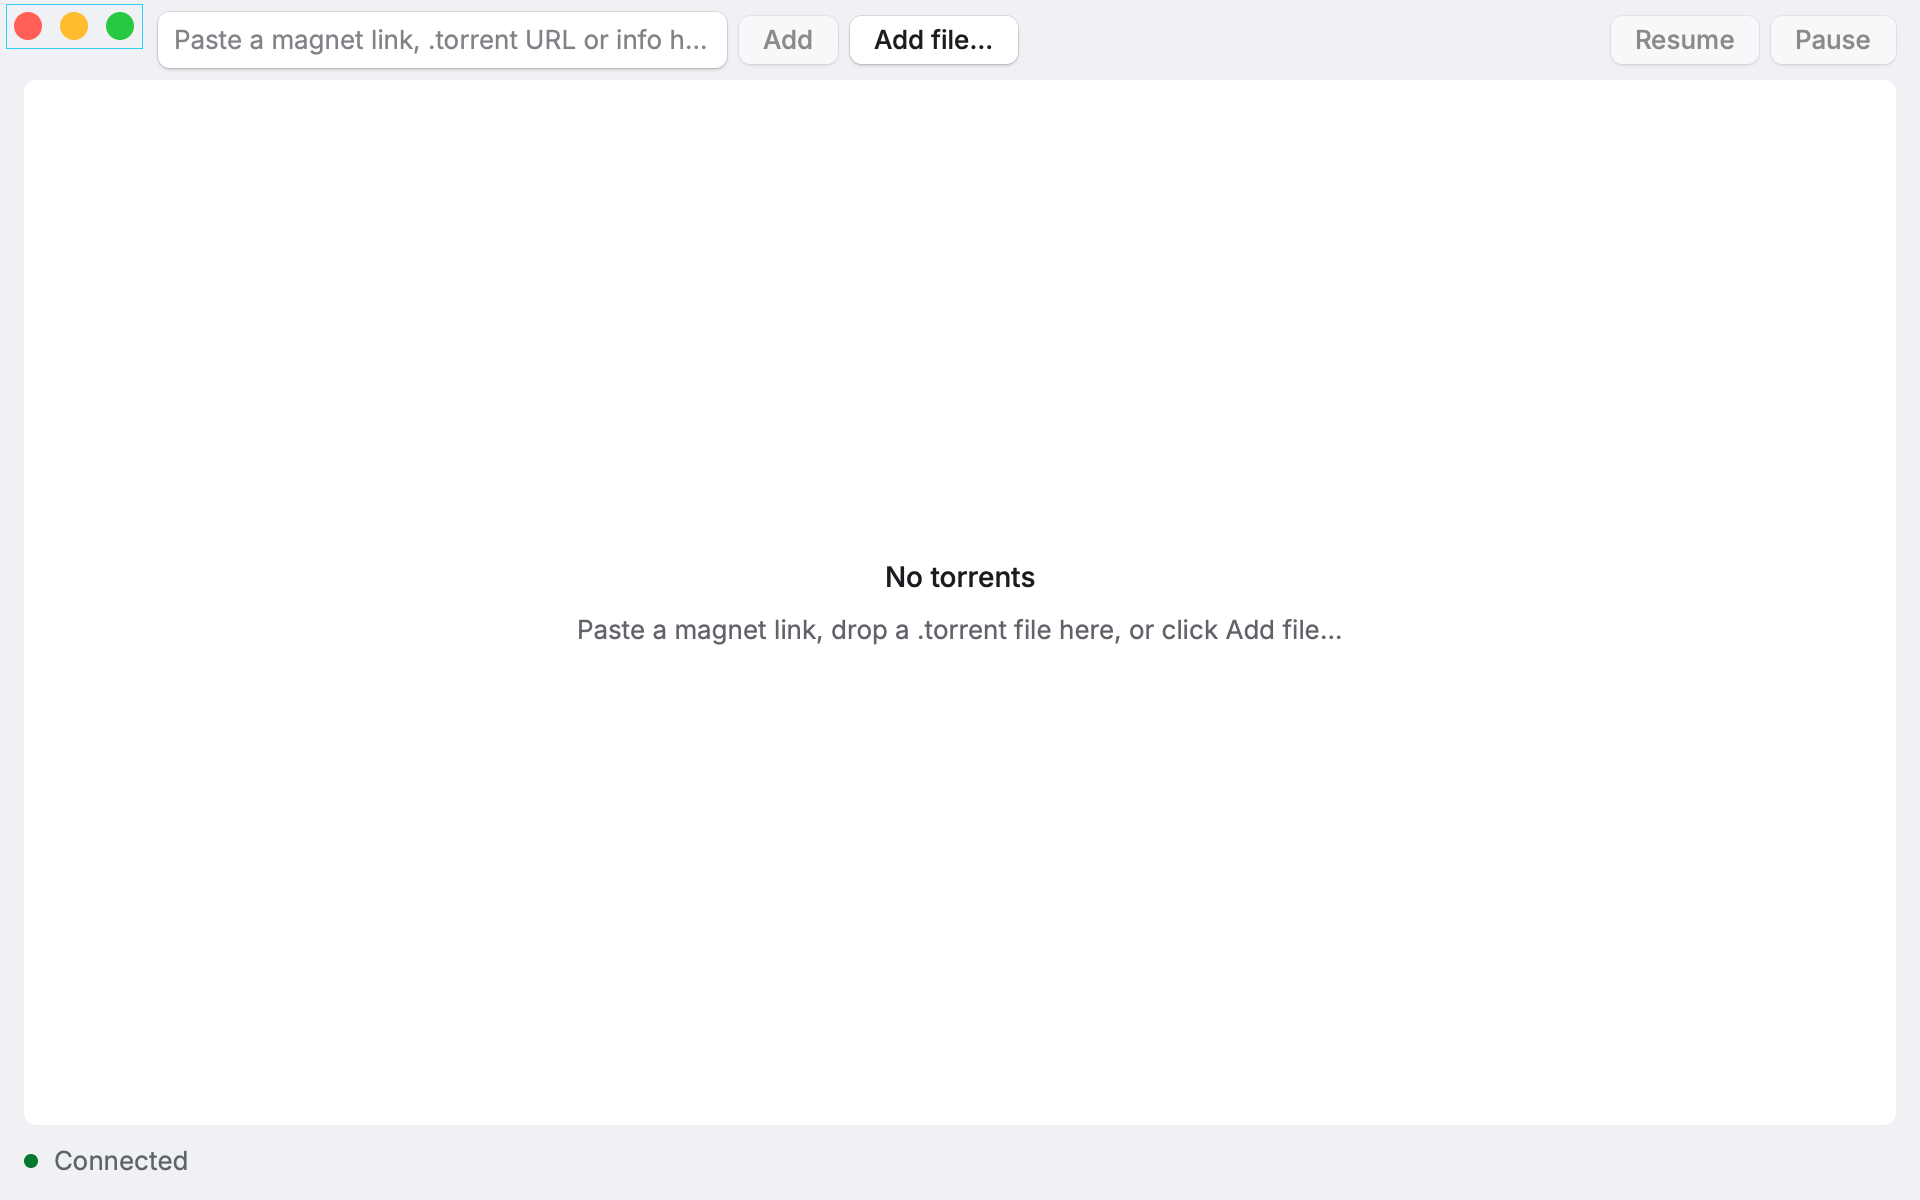 Paste a magnet link, .torrent URL or info h...
Add
Add file...
Resume
Pause
No torrents
Paste a magnet link, drop a .torrent file here, or click Add file...
Connected